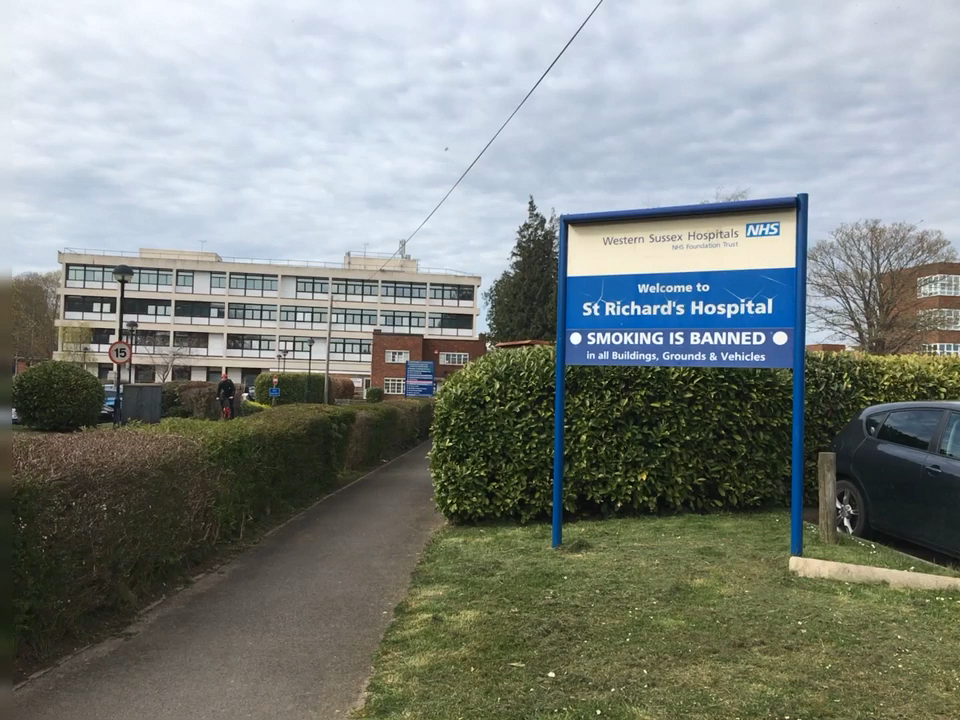 Western Sussex Hospitals NHS
NHS Foundation Trust
Welcome to
St Richard's Hospital
SMOKING IS BANNED
in all Buildings, Grounds & Vehicles
15